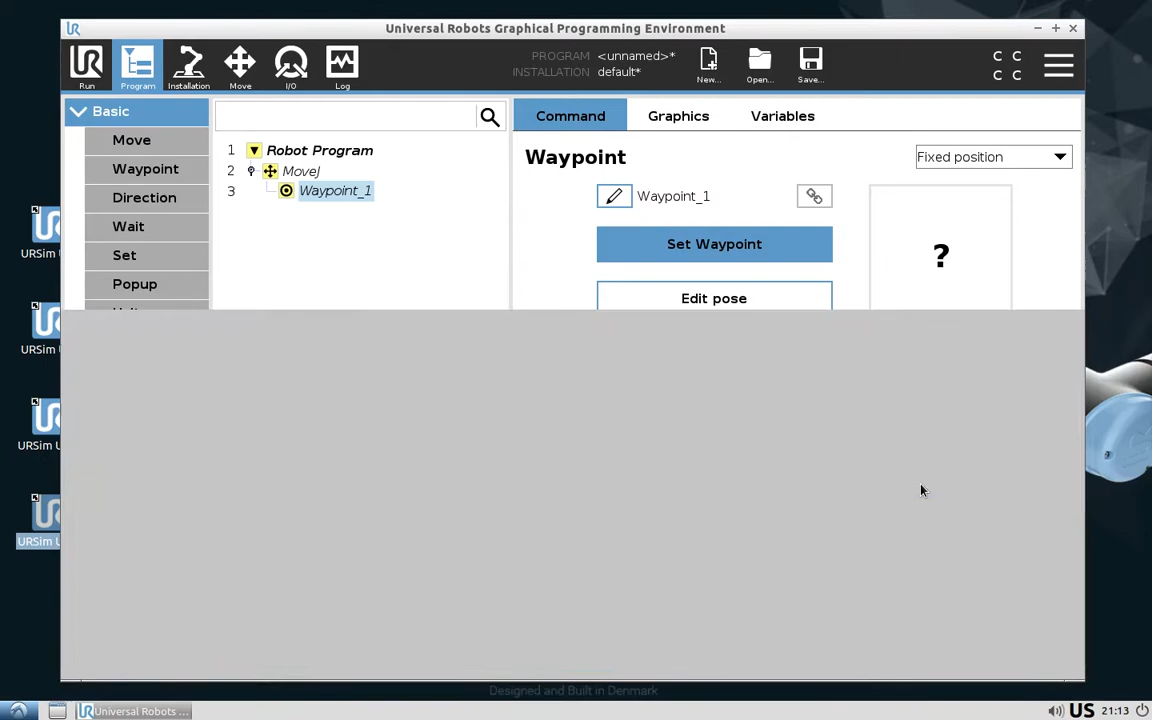 Universal Robots Graphical Programming Environment
UR
Run
Program
Installation
Move
I/O
Log
PROGRAM <unnamed>*
INSTALLATION default*
New...
Open...
Save...
C C
C C
Basic
Move
Waypoint
Direction
Wait
Set
Popup
1 Robot Program
2 MoveJ
3 Waypoint_1
Command Graphics Variables
Waypoint
Fixed position
Waypoint_1
Set Waypoint
?
Edit pose
URSim
URSim
URSim
URSim
Designed and Built in Denmark
Universal Robots ...
US 21:13